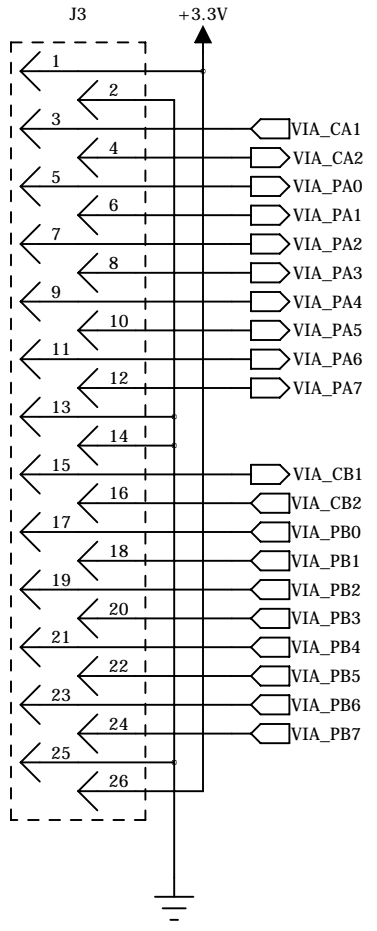 J3 +3.3V
1
2
3 VIA_CA1
4 VIA_CA2
5 VIA_PA0
6 VIA_PA1
7 VIA_PA2
8 VIA_PA3
9 VIA_PA4
10 VIA_PA5
11 VIA_PA6
12 VIA_PA7
13
14
15 VIA_CB1
16 VIA_CB2
17 VIA_PB0
18 VIA_PB1
19 VIA_PB2
20 VIA_PB3
21 VIA_PB4
22 VIA_PB5
23 VIA_PB6
24 VIA_PB7
25
26